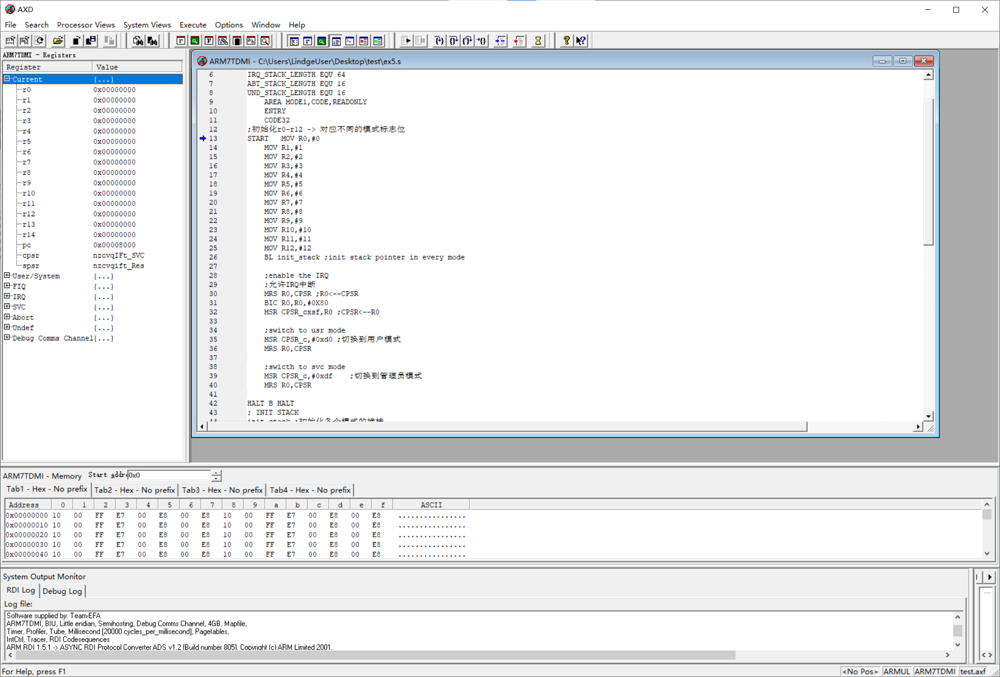 AXD
File Search Processor Views System Views Execute Options Window Help
ARM7TDMI - Registers
Register Value
Current {...}
r0 0x00000000
r1 0x00000000
r2 0x00000000
r3 0x00000000
r4 0x00000000
r5 0x00000000
r6 0x00000000
r7 0x00000000
r8 0x00000000
r9 0x00000000
r10 0x00000000
r11 0x00000000
r12 0x00000000
r13 0x00000000
r14 0x00000000
pc 0x00008000
cpsr nzcvqIFt_SVC
spsr nzcvqift_Res
User/System {...}
FIQ {...}
IRQ {...}
SVC {...}
Abort {...}
Undef {...}
Debug Comms Channel {...}
ARM7TDMI - C:\Users\LindgeUser\Desktop\test\ex5.s
6 IRQ_STACK_LENGTH EQU 64
7 ABT_STACK_LENGTH EQU 16
8 UND_STACK_LENGTH EQU 16
9 AREA MODE1,CODE,READONLY
10 ENTRY
11 CODE32
12 ;初始化r0-r12 -> 对应不同的模式标志位
13 START MOV R0,#0
14 MOV R1,#1
15 MOV R2,#2
16 MOV R3,#3
17 MOV R4,#4
18 MOV R5,#5
19 MOV R6,#6
20 MOV R7,#7
21 MOV R8,#8
22 MOV R9,#9
23 MOV R10,#10
24 MOV R11,#11
25 MOV R12,#12
26 BL init_stack ;init stack pointer in every mode
27
28 ;enable the IRQ
29 ;允许IRQ中断
30 MRS R0,CPSR ;R0<--CPSR
31 BIC R0,R0,#0X80
32 MSR CPSR_cxsf,R0 ;CPSR<--R0
33
34 ;switch to usr mode
35 MSR CPSR_c,#0xd0 ;切换到用户模式
36 MRS R0,CPSR
37
38 ;swicth to svc mode
39 MSR CPSR_c,#0xdf ;切换到管理员模式
40 MRS R0,CPSR
41
42 HALT B HALT
43 ; INIT STACK
44 init_stack ;初始化各个模式的堆栈
ARM7TDMI - Memory Start addre 0x0
Tab1 - Hex - No prefix Tab2 - Hex - No prefix Tab3 - Hex - No prefix Tab4 - Hex - No prefix
Address 0 1 2 3 4 5 6 7 8 9 a b c d e f ASCII
0x00000000 10 00 FF E7 00 E8 00 E8 10 00 FF E7 00 E8 00 E8 ................
0x00000010 10 00 FF E7 00 E8 00 E8 10 00 FF E7 00 E8 00 E8 ................
0x00000020 10 00 FF E7 00 E8 00 E8 10 00 FF E7 00 E8 00 E8 ................
0x00000030 10 00 FF E7 00 E8 00 E8 10 00 FF E7 00 E8 00 E8 ................
0x00000040 10 00 FF E7 00 E8 00 E8 10 00 FF E7 00 E8 00 E8 ................
System Output Monitor
RDI Log Debug Log
Log file:
Software supplied by: Team-EFA
ARM7TDMI, BIU, Little endian, Semihosting, Debug Comms Channel, 4GB, Mapfile,
Timer, Profiler, Tube, Millisecond [20000 cycles_per_millisecond], Pagetables,
IntCtrl, Tracer, RDI Codesequences
ARM RDI 1.5.1 -> ASYNC RDI Protocol Converter ADS v1.2 [Build number 805]. Copyright (c) ARM Limited 2001.
For Help, press F1
<No Pos> ARMUL ARM7TDMI test.axf